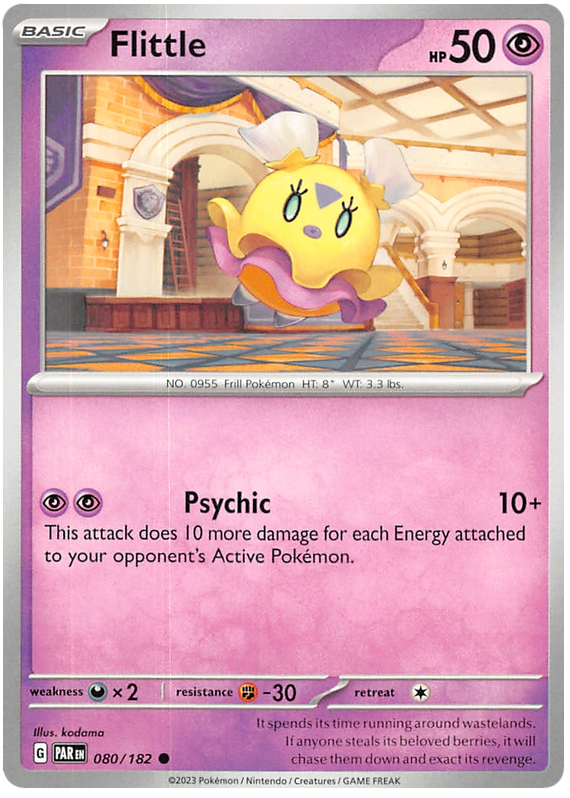 BASIC Flittle HP 50
NO. 0955 Frill Pokémon HT: 8" WT: 3.3 lbs.
Psychic 10+
This attack does 10 more damage for each Energy attached
to your opponent's Active Pokémon.
weakness ×2 resistance -30 retreat
Illus. kodama
G PAR EN 080/182
It spends its time running around wastelands.
If anyone steals its beloved berries, it will
chase them down and exact its revenge.
©2023 Pokémon / Nintendo / Creatures / GAME FREAK